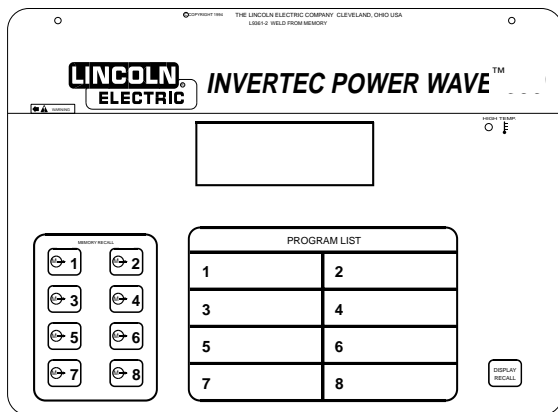 ©COPYRIGHT 1994 THE LINCOLN ELECTRIC COMPANY CLEVELAND, OHIO USA
L9361-2 WELD FROM MEMORY
LINCOLN ®
ELECTRIC
INVERTEC POWER WAVE™
WARNING
HIGH TEMP.
MEMORY RECALL
M 1
M 2
M 3
M 4
M 5
M 6
M 7
M 8
PROGRAM LIST
1
2
3
4
5
6
7
8
DISPLAY
RECALL